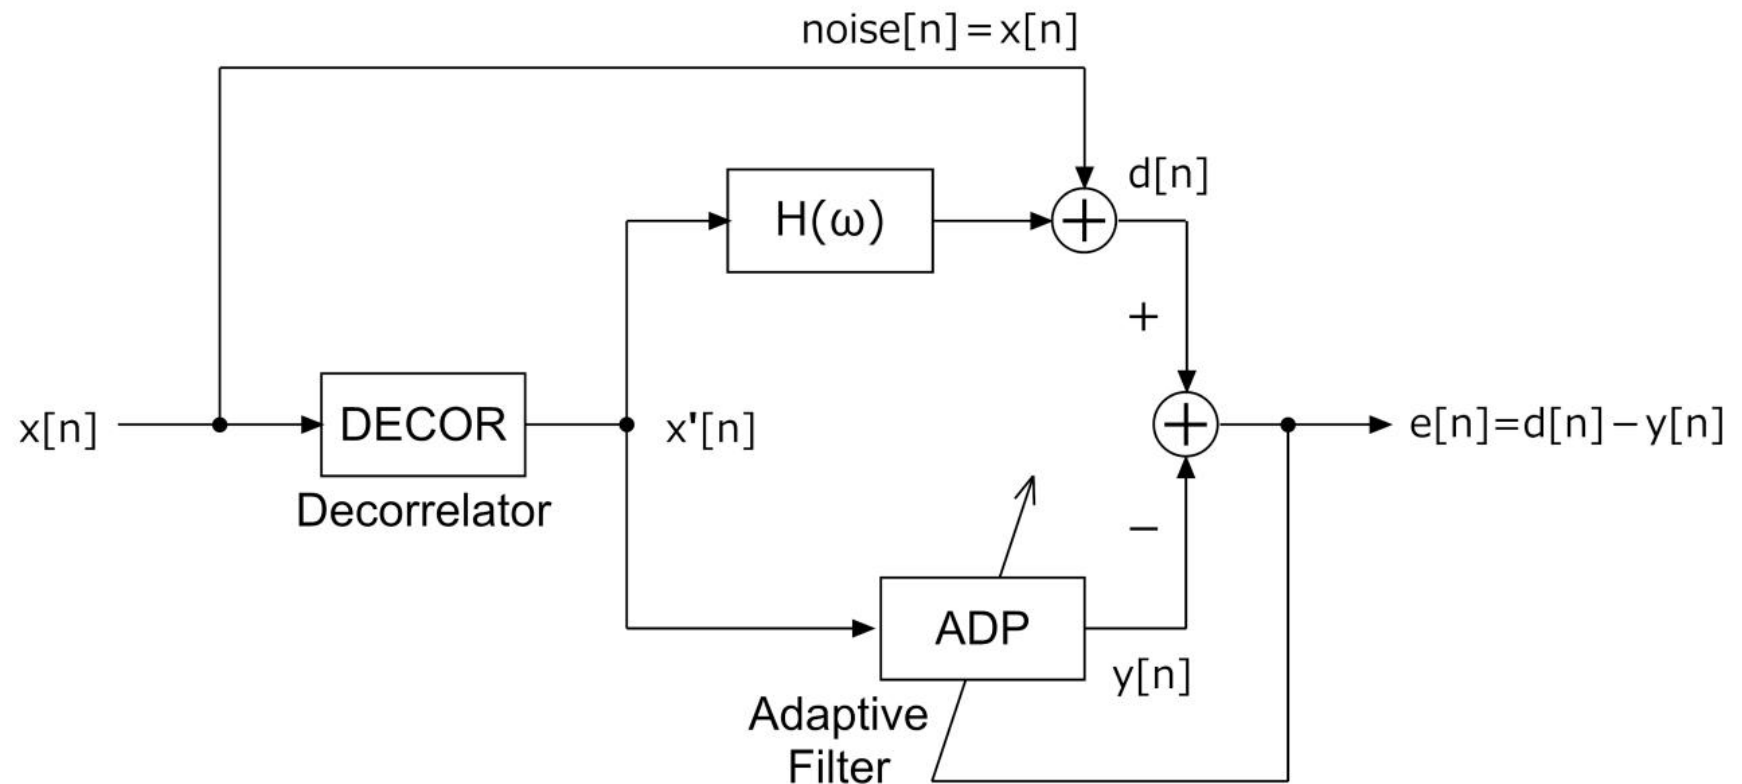 noise[n]=x[n]
d[n]
H(ω)
+
+
x[n]
DECOR
x'[n]
+
e[n]=d[n]−y[n]
Decorrelator
−
ADP
y[n]
Adaptive
Filter